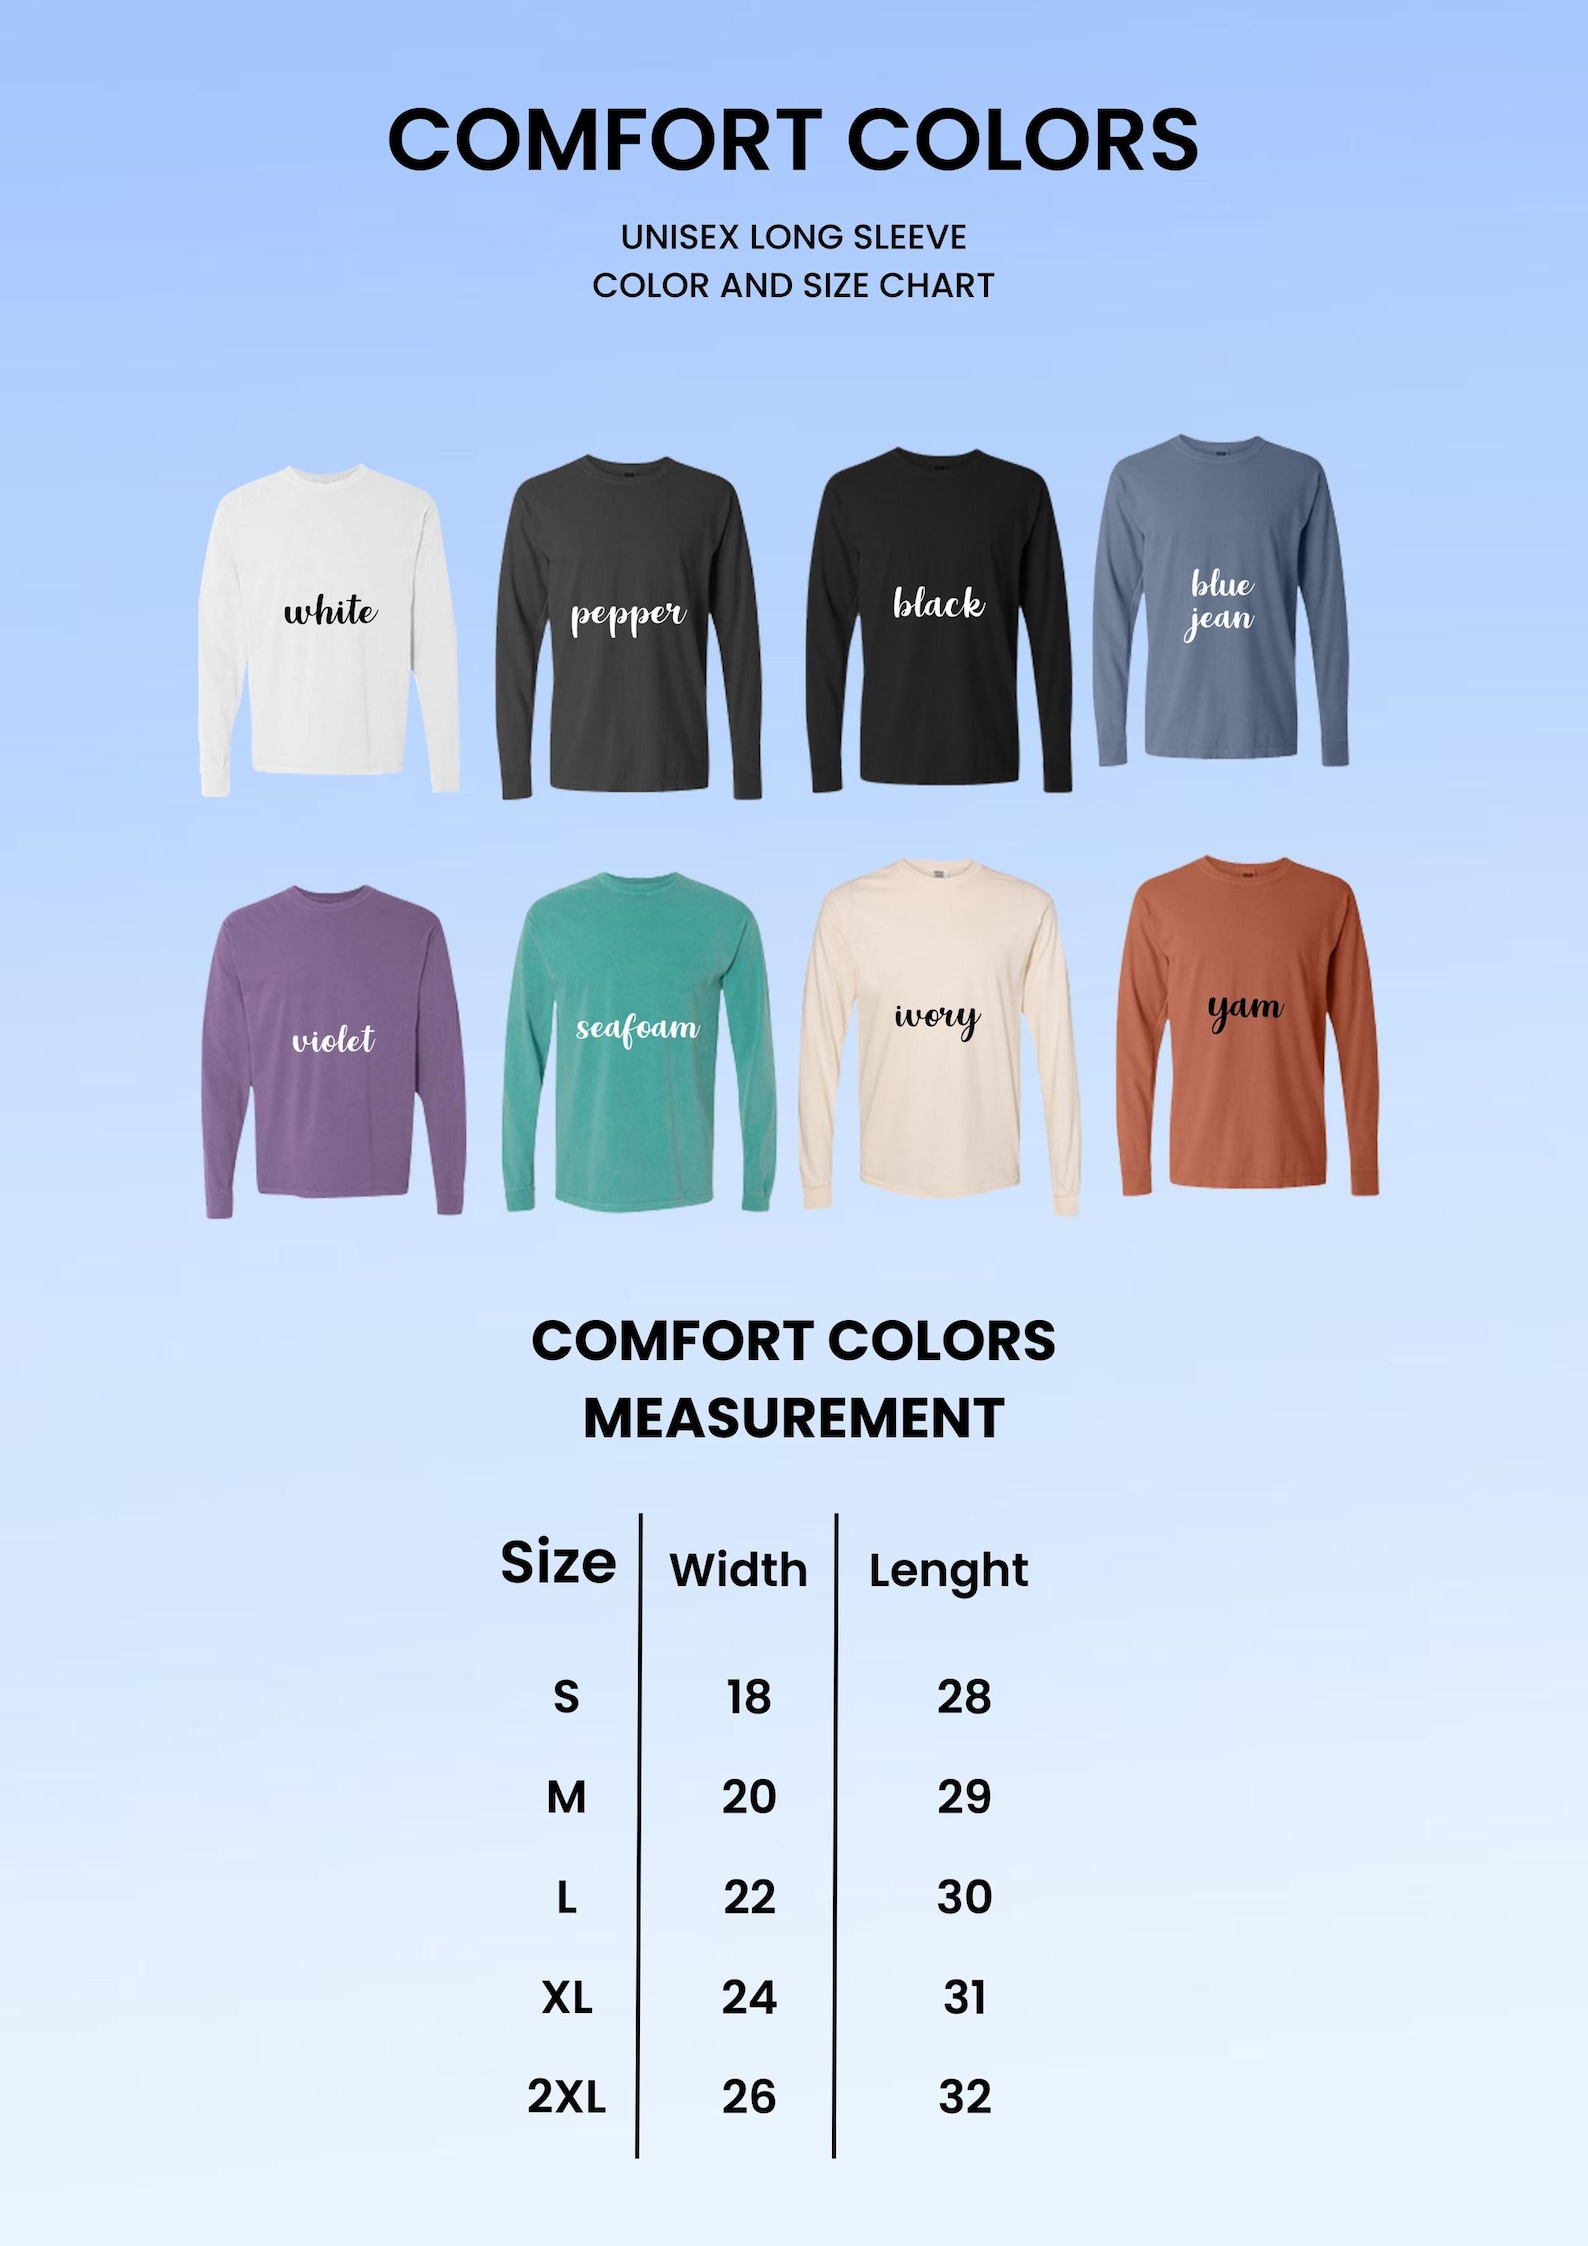 COMFORT COLORS
UNISEX LONG SLEEVE
COLOR AND SIZE CHART
white
pepper
black
blue
jean
violet
seafoam
ivory
yam
COMFORT COLORS
MEASUREMENT
Size Width Lenght
S 18 28
M 20 29
L 22 30
XL 24 31
2XL 26 32